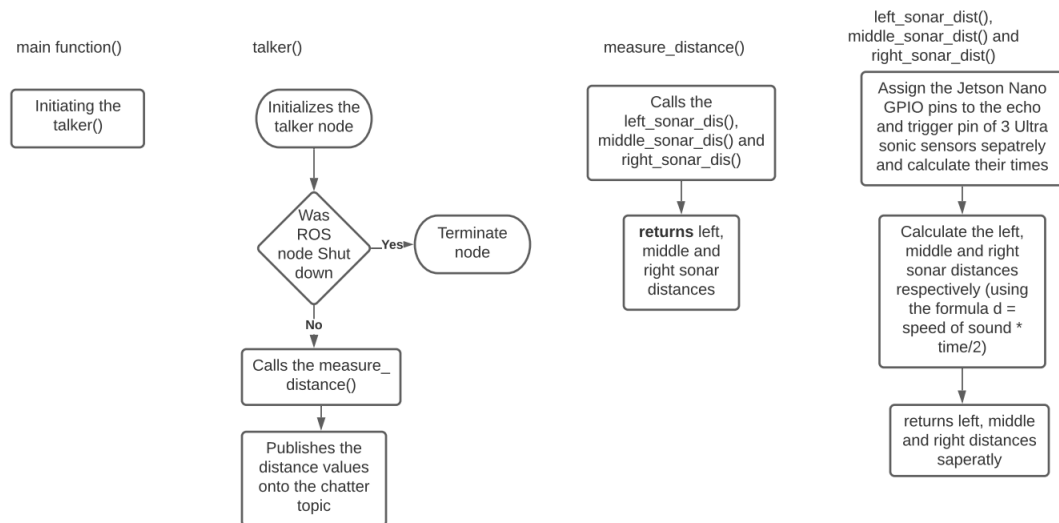 main function()
Initiating the
talker()
talker()
Initializes the
talker node
Was
ROS
node Shut
down
Yes
Terminate
node
No
Calls the measure_
distance()
Publishes the
distance values
onto the chatter
topic
measure_distance()
Calls the
left_sonar_dis(),
middle_sonar_dis() and
right_sonar_dis()
returns left,
middle and
right sonar
distances
left_sonar_dist(),
middle_sonar_dist() and
right_sonar_dist()
Assign the Jetson Nano
GPIO pins to the echo
and trigger pin of 3 Ultra
sonic sensors sepatrely
and calculate their times
Calculate the left,
middle and right
sonar distances
respectively (using
the formula d =
speed of sound *
time/2)
returns left, middle
and right distances
saperatly